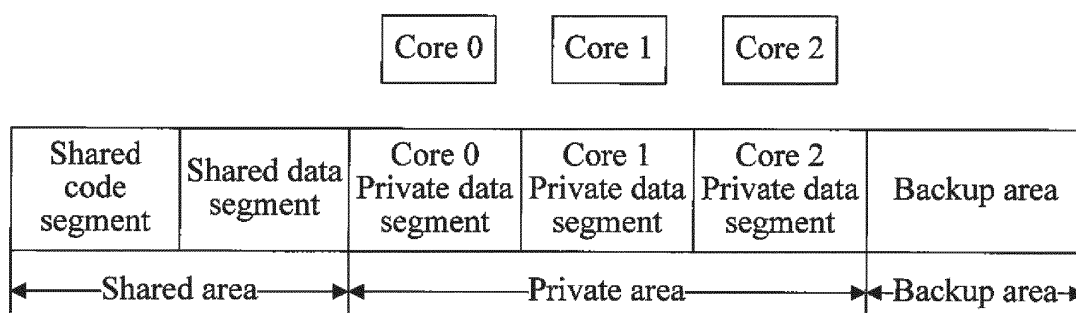 Core 0
Core 1
Core 2
Shared
code
segment
Shared data
segment
Core 0
Private data
segment
Core 1
Private data
segment
Core 2
Private data
segment
Backup area
Shared area
Private area
Backup area